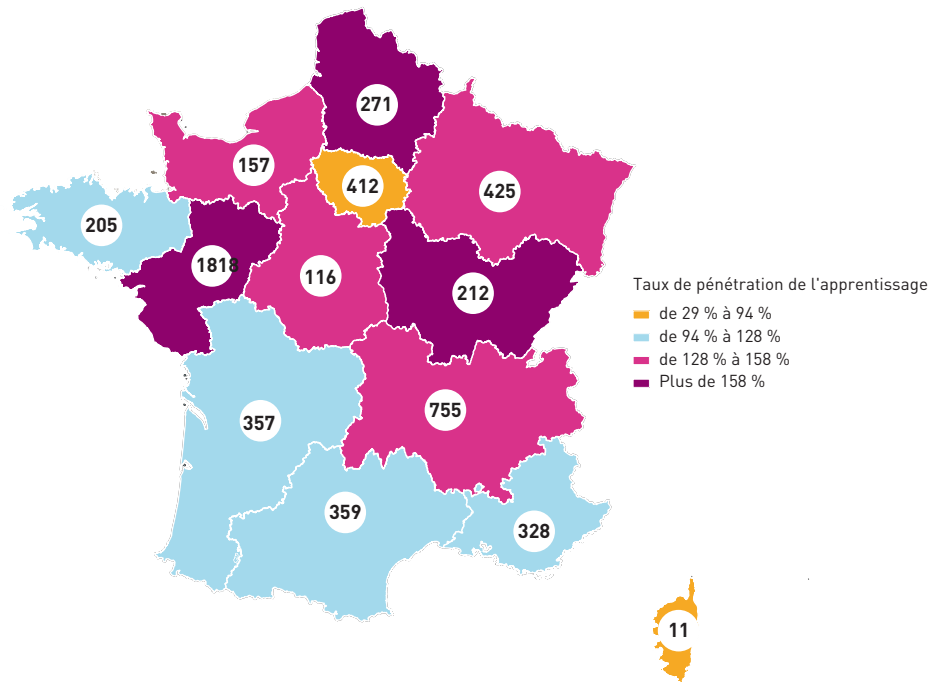 271
157
412
425
205
1818
116
212
Taux de pénétration de l'apprentissage
de 29 % à 94 %
de 94 % à 128 %
de 128 % à 158 %
Plus de 158 %
755
357
359
328
11